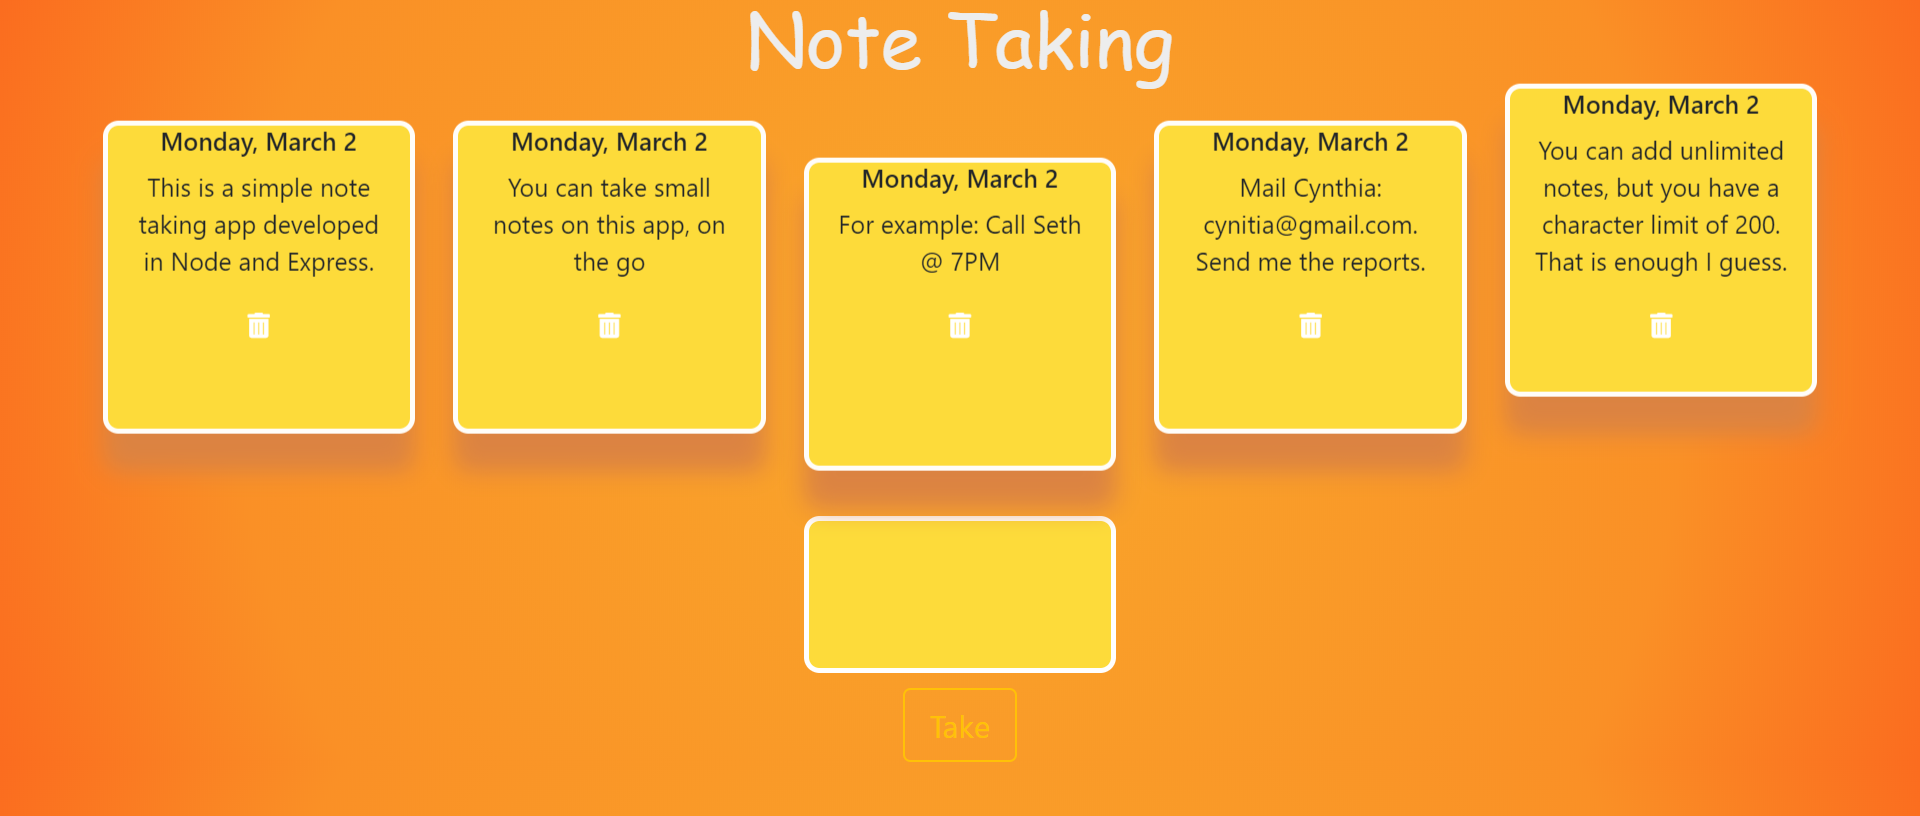 Note Taking
Monday, March 2
This is a simple note
taking app developed
in Node and Express.
Monday, March 2
You can take small
notes on this app, on
the go
Monday, March 2
For example: Call Seth
@ 7PM
Monday, March 2
Mail Cynthia:
cynitia@gmail.com.
Send me the reports.
Monday, March 2
You can add unlimited
notes, but you have a
character limit of 200.
That is enough I guess.
Take